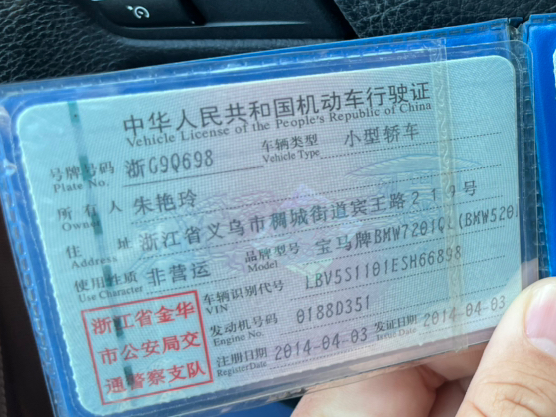 中华人民共和国机动车行驶证
Vehicle License of the People's Republic of China
号牌号码 浙G9Q698 车辆类型 小型轿车
Plate No. Vehicle Type
所有人 朱艳玲
Owner
住址 浙江省义乌市稠城街道宾王路219号
Address
使用性质 非营运 品牌型号 宝马牌BMW7201QL(BMW520
Use Character Model
浙江省金华
市公安局交
通警察支队
车辆识别代号 LBV5S1101ESH66898
VIN
发动机号码 0188D351
Engine No.
注册日期 2014-04-03 发证日期 2014-04-03
Register Date Issue Date